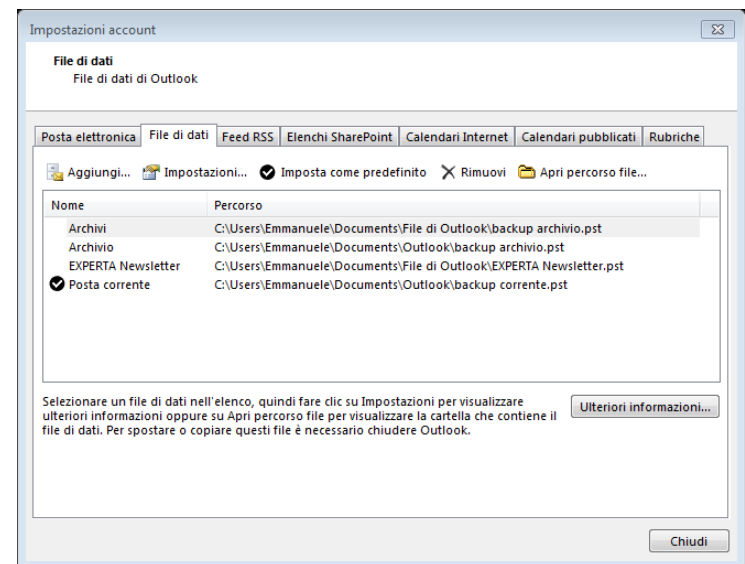 Impostazioni account
File di dati
File di dati di Outlook
Posta elettronica File di dati Feed RSS Elenchi SharePoint Calendari Internet Calendari pubblicati Rubriche
Aggiungi... Impostazioni... Imposta come predefinito Rimuovi Apri percorso file...
Nome Percorso
Archivi C:\Users\Emmanuele\Documents\File di Outlook\backup archivio.pst
Archivio C:\Users\Emmanuele\Documents\Outlook\backup archivio.pst
EXPERTA Newsletter C:\Users\Emmanuele\Documents\File di Outlook\EXPERTA Newsletter.pst
Posta corrente C:\Users\Emmanuele\Documents\Outlook\backup corrente.pst
Selezionare un file di dati nell'elenco, quindi fare clic su Impostazioni per visualizzare
ulteriori informazioni oppure su Apri percorso file per visualizzare la cartella che contiene il
file di dati. Per spostare o copiare questi file è necessario chiudere Outlook.
Ulteriori informazioni...
Chiudi